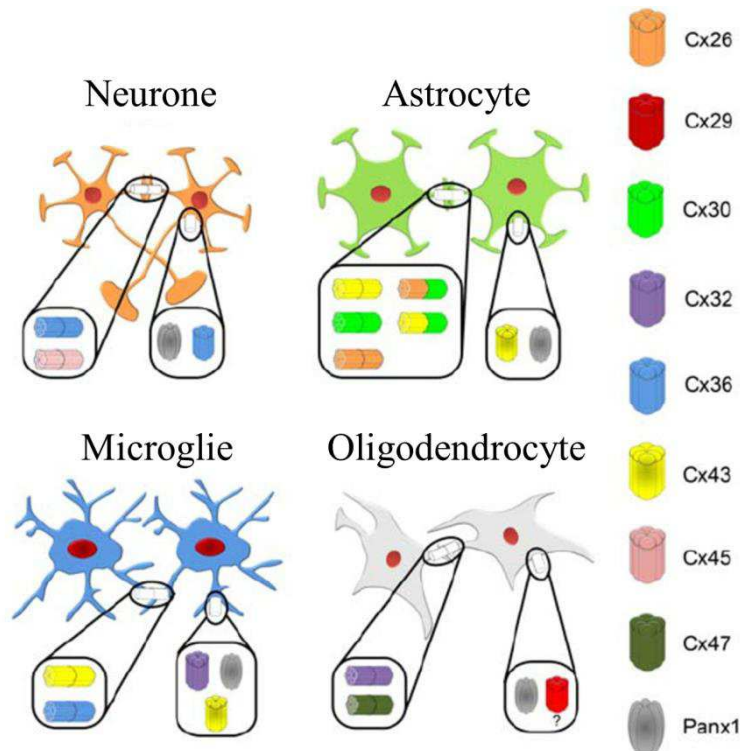 Neurone
Astrocyte
Microglie
Oligodendrocyte
?
Cx26
Cx29
Cx30
Cx32
Cx36
Cx43
Cx45
Cx47
Panx1